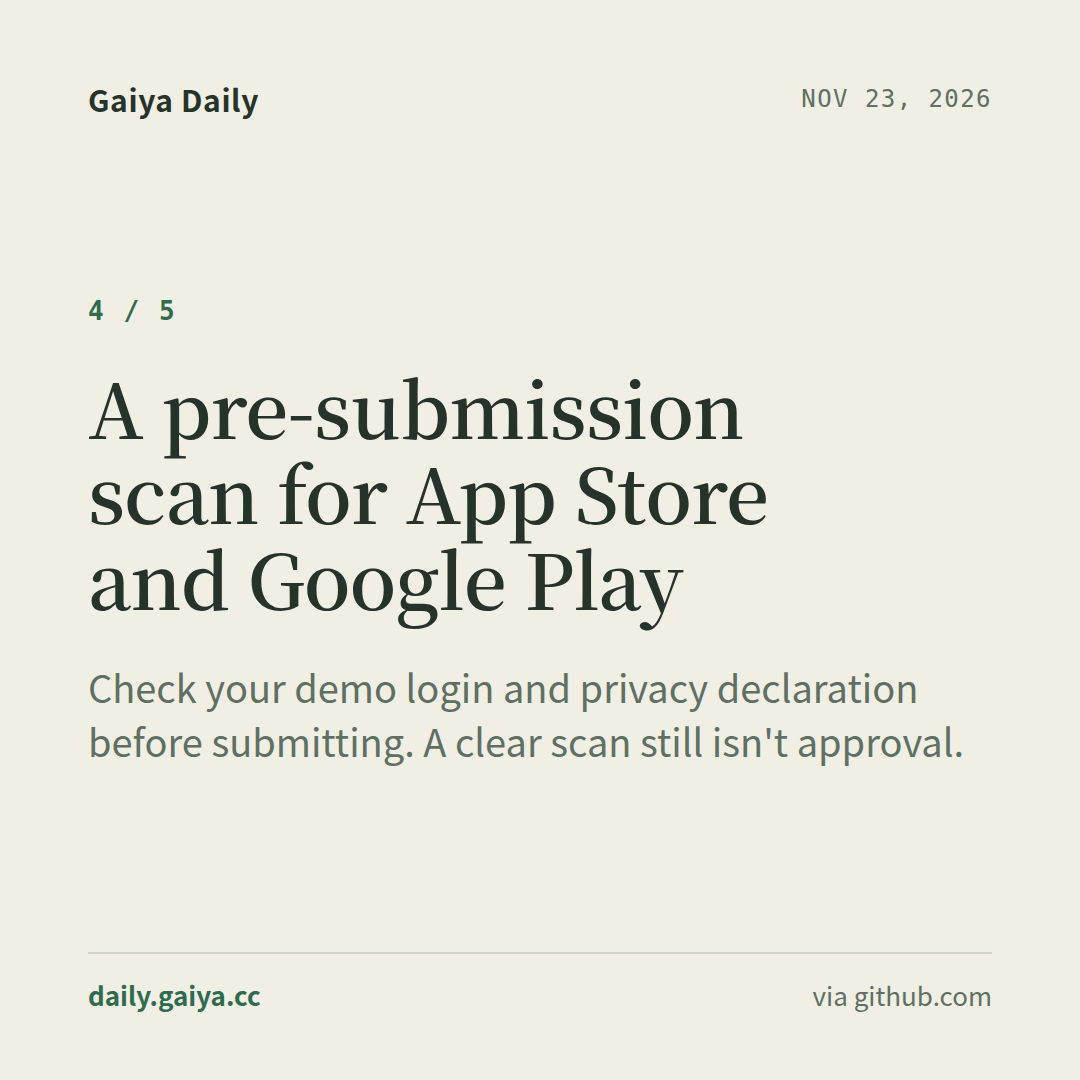 Gaiya Daily
NOV 23, 2026
4 / 5
A pre-submission
scan for App Store
and Google Play
Check your demo login and privacy declaration
before submitting. A clear scan still isn't approval.
daily.gaiya.cc
via github.com